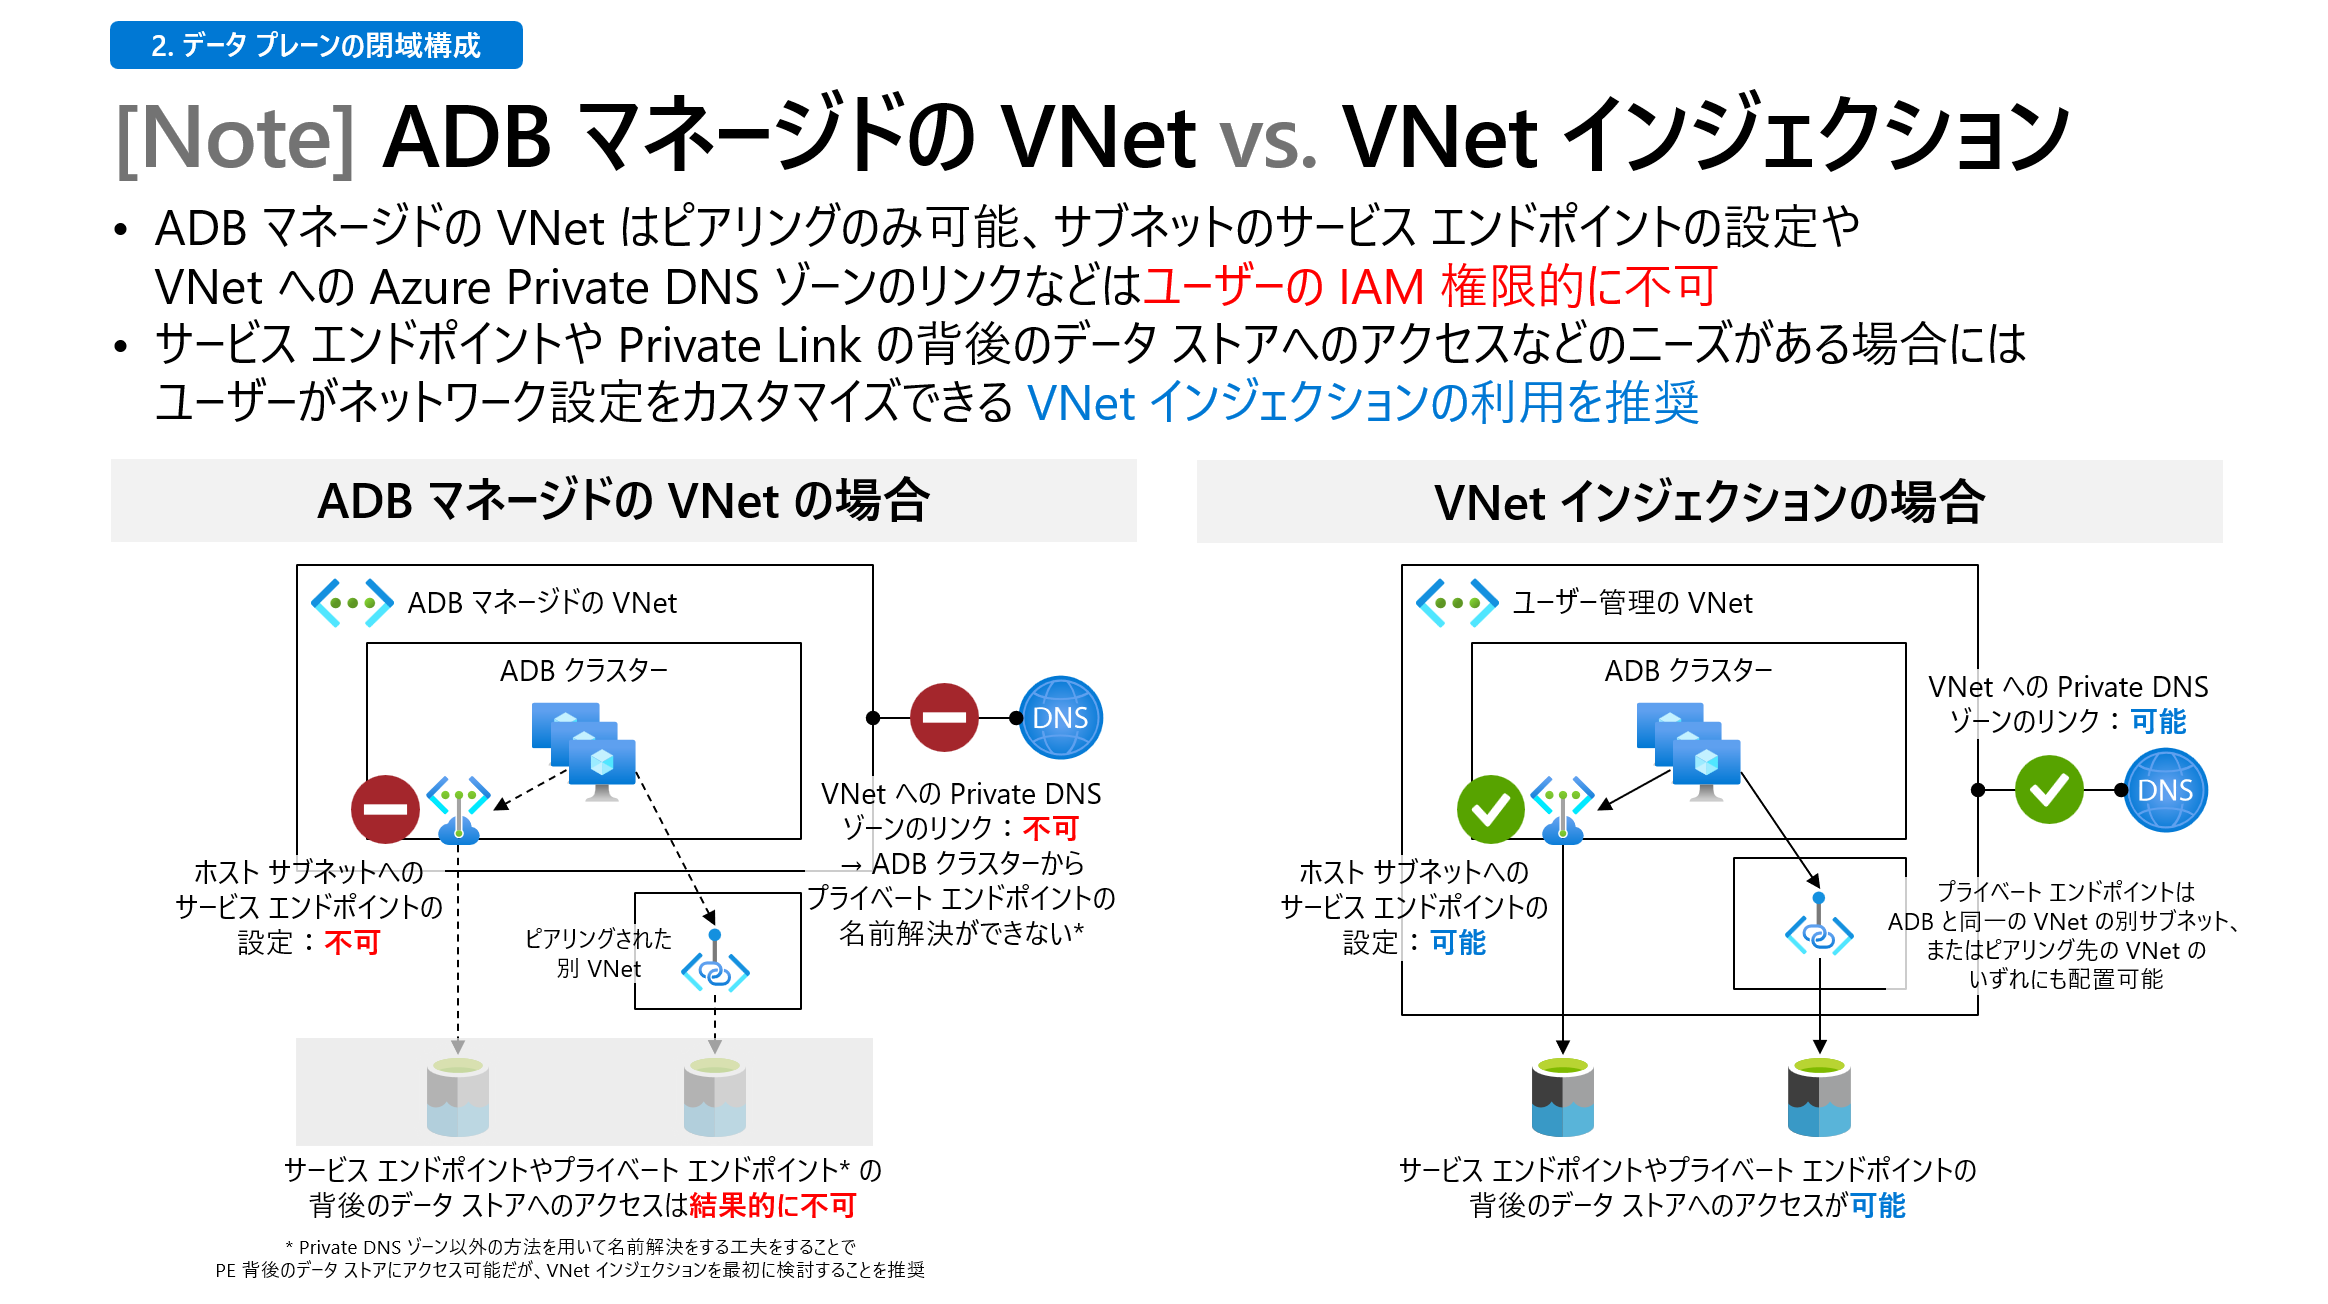 2. データ プレーンの閉域構成
[Note] ADB マネージドの VNet vs. VNet インジェクション
• ADB マネージドの VNet はピアリングのみ可能、サブネットのサービス エンドポイントの設定や
VNet への Azure Private DNS ゾーンのリンクなどはユーザーの IAM 権限的に不可
• サービス エンドポイントや Private Link の背後のデータ ストアへのアクセスなどのニーズがある場合には
ユーザーがネットワーク設定をカスタマイズできる VNet インジェクションの利用を推奨
ADB マネージドの VNet の場合
ADB マネージドの VNet
ADB クラスター
DNS
VNet への Private DNS
ゾーンのリンク：不可
→ ADB クラスターから
プライベート エンドポイントの
名前解決ができない*
ホスト サブネットへの
サービス エンドポイントの
設定：不可
ピアリングされた
別 VNet
サービス エンドポイントやプライベート エンドポイント* の
背後のデータ ストアへのアクセスは結果的に不可
* Private DNS ゾーン以外の方法を用いて名前解決をする工夫をすることで
PE 背後のデータ ストアにアクセス可能だが、VNet インジェクションを最初に検討することを推奨
VNet インジェクションの場合
ユーザー管理の VNet
ADB クラスター
VNet への Private DNS
ゾーンのリンク：可能
DNS
ホスト サブネットへの
サービス エンドポイントの
設定：可能
プライベート エンドポイントは
ADB と同一の VNet の別サブネット、
またはピアリング先の VNet の
いずれにも配置可能
サービス エンドポイントやプライベート エンドポイントの
背後のデータ ストアへのアクセスが可能